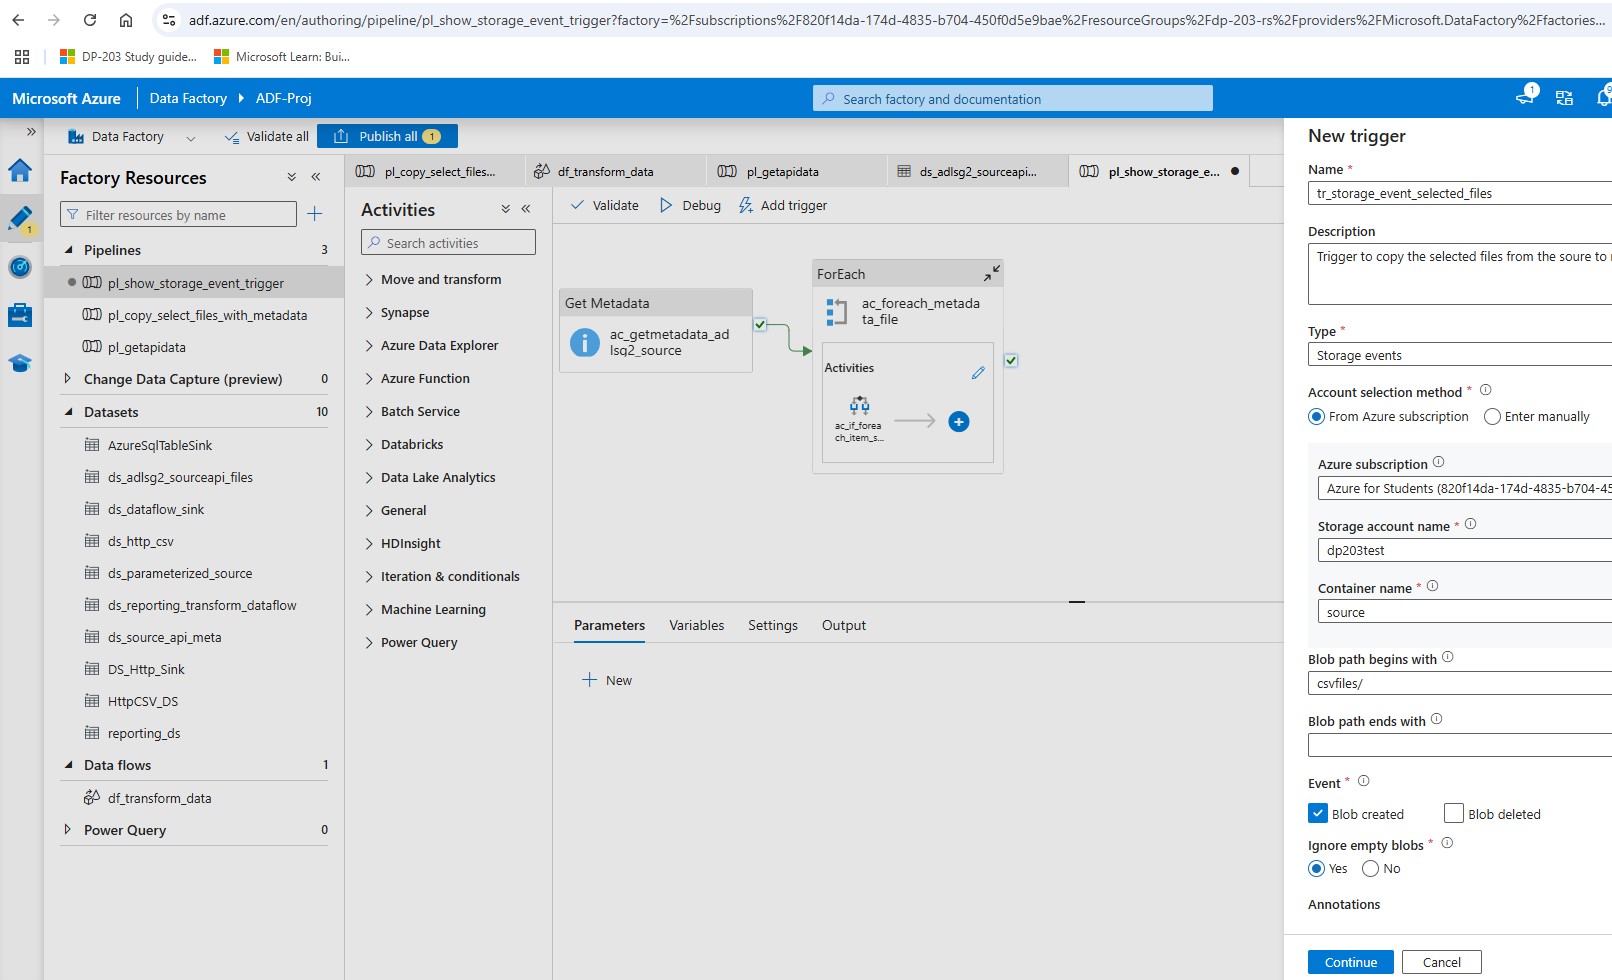 adf.azure.com/en/authoring/pipeline/pl_show_storage_event_trigger?factory=%2Fsubscriptions%2F820f14da-174d-4835-b704-450f0d5e9bae%2FresourceGroups%2Fdp-203-rs%2Fproviders%2FMicrosoft.DataFactory%2Ffactories...
DP-203 Study guide...
Microsoft Learn: Bui...
Microsoft Azure
Data Factory
ADF-Proj
Search factory and documentation
1
Data Factory
Validate all
Publish all
1
1
Factory Resources
Filter resources by name
Pipelines
3
pl_show_storage_event_trigger
pl_copy_select_files_with_metadata
pl_getapidata
Change Data Capture (preview)
0
Datasets
10
AzureSqlTableSink
ds_adlsg2_sourceapi_files
ds_dataflow_sink
ds_http_csv
ds_parameterized_source
ds_reporting_transform_dataflow
ds_source_api_meta
DS_Http_Sink
HttpCSV_DS
reporting_ds
Data flows
1
df_transform_data
Power Query
0
pl_copy_select_files...
df_transform_data
pl_getapidata
ds_adlsg2_sourceapi...
pl_show_storage_e...
Activities
Search activities
Move and transform
Synapse
Azure Data Explorer
Azure Function
Batch Service
Databricks
Data Lake Analytics
General
HDInsight
Iteration & conditionals
Machine Learning
Power Query
Validate
Debug
Add trigger
Get Metadata
ac_getmetadata_ad
lsg2_source
ForEach
ac_foreach_metada
ta_file
Activities
ac_if_forea
ch_item_s...
Parameters
Variables
Settings
Output
New
New trigger
Name *
tr_storage_event_selected_files
Description
Trigger to copy the selected files from the soure to
Type *
Storage events
Account selection method *
From Azure subscription
Enter manually
Azure subscription
Azure for Students (820f14da-174d-4835-b704-45
Storage account name *
dp203test
Container name *
source
Blob path begins with
csvfiles/
Blob path ends with
Event *
Blob created
Blob deleted
Ignore empty blobs *
Yes
No
Annotations
Continue
Cancel